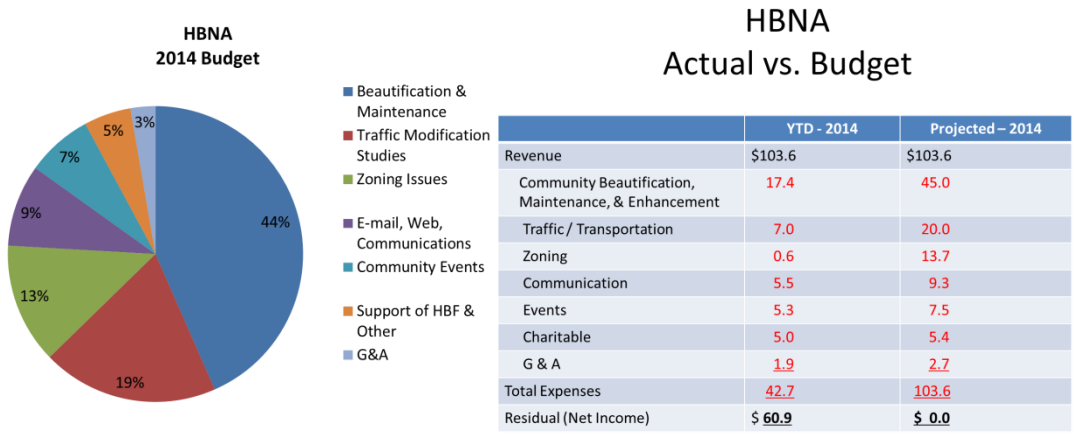 HBNA
2014 Budget
44%
19%
13%
9%
7%
5%
3%
Beautification &
Maintenance
Traffic Modification
Studies
Zoning Issues
E-mail, Web,
Communications
Community Events
Support of HBF &
Other
G&A
HBNA
Actual vs. Budget
YTD - 2014 Projected – 2014
Revenue $103.6 $103.6
Community Beautification, 17.4 45.0
Maintenance, & Enhancement
Traffic / Transportation 7.0 20.0
Zoning 0.6 13.7
Communication 5.5 9.3
Events 5.3 7.5
Charitable 5.0 5.4
G & A 1.9 2.7
Total Expenses 42.7 103.6
Residual (Net Income) $ 60.9 $ 0.0